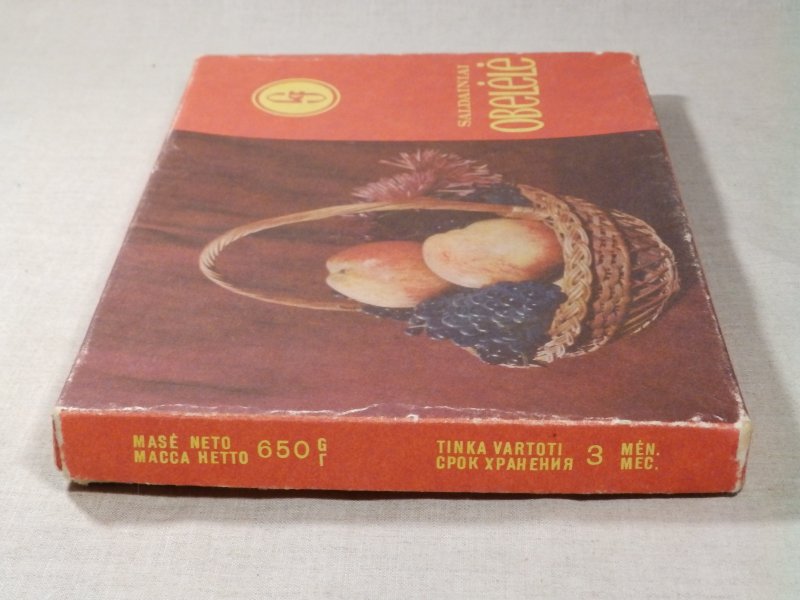 SALDAINIAI
OBELĖLĖ
MASĖ NETO 650 G
МАССА НЕТТО Г
TINKA VARTOTI 3 MĖN.
СРОК ХРАНЕНИЯ МЕС.